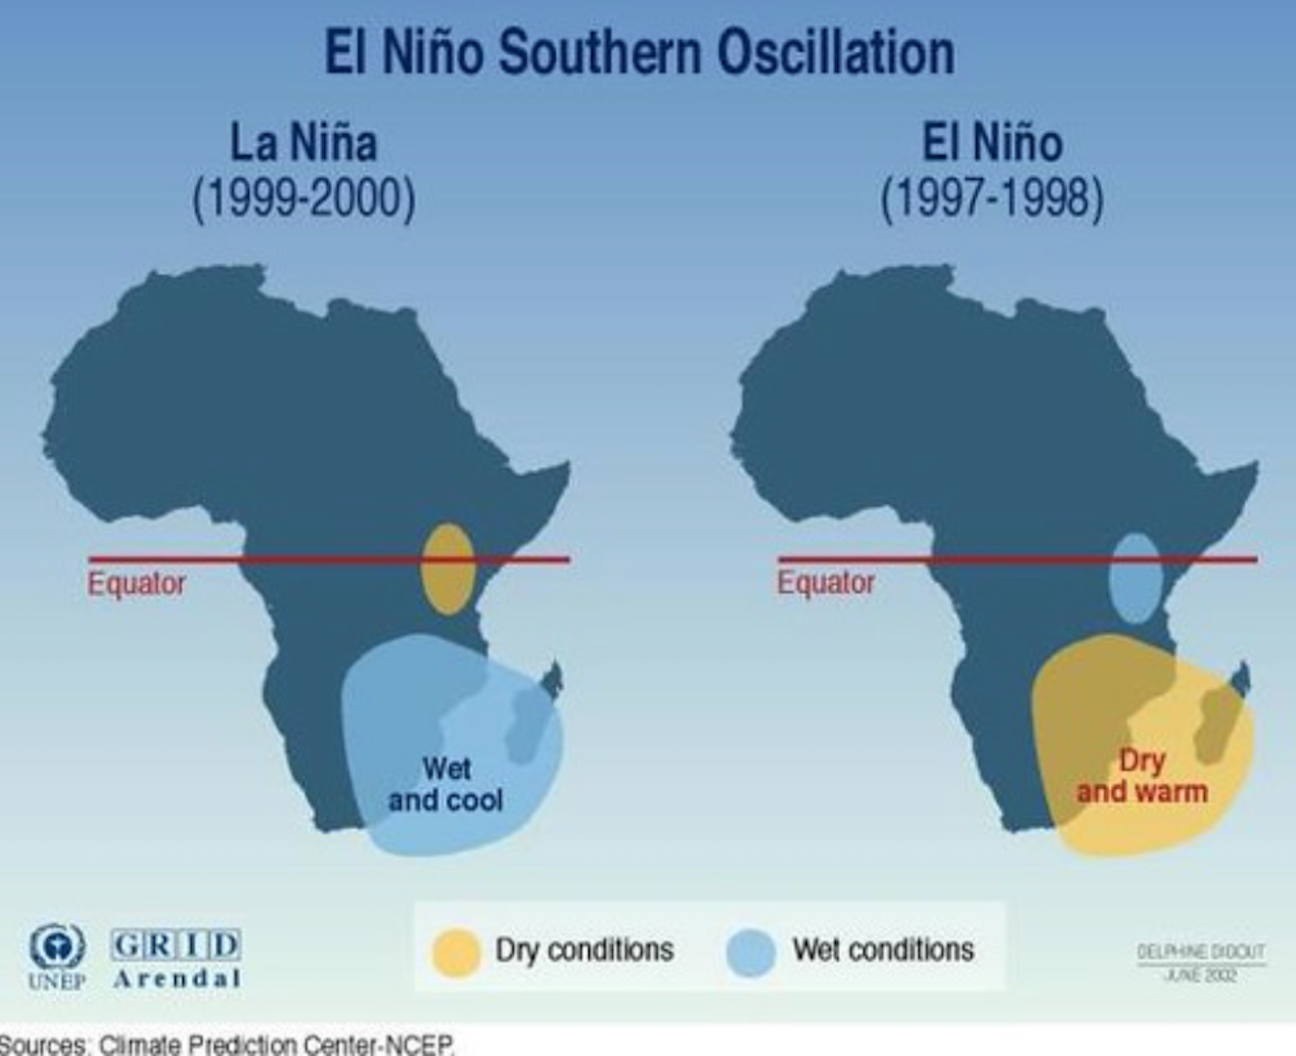 El Niño Southern Oscillation
La Niña
(1999-2000)
El Niño
(1997-1998)
Equator
Equator
Wet
and cool
Dry
and warm
UNEP
GRID
Arendal
Dry conditions
Wet conditions
DELPHINE DIGOUT
JUNE 2002
Sources: Climate Prediction Center-NCEP.